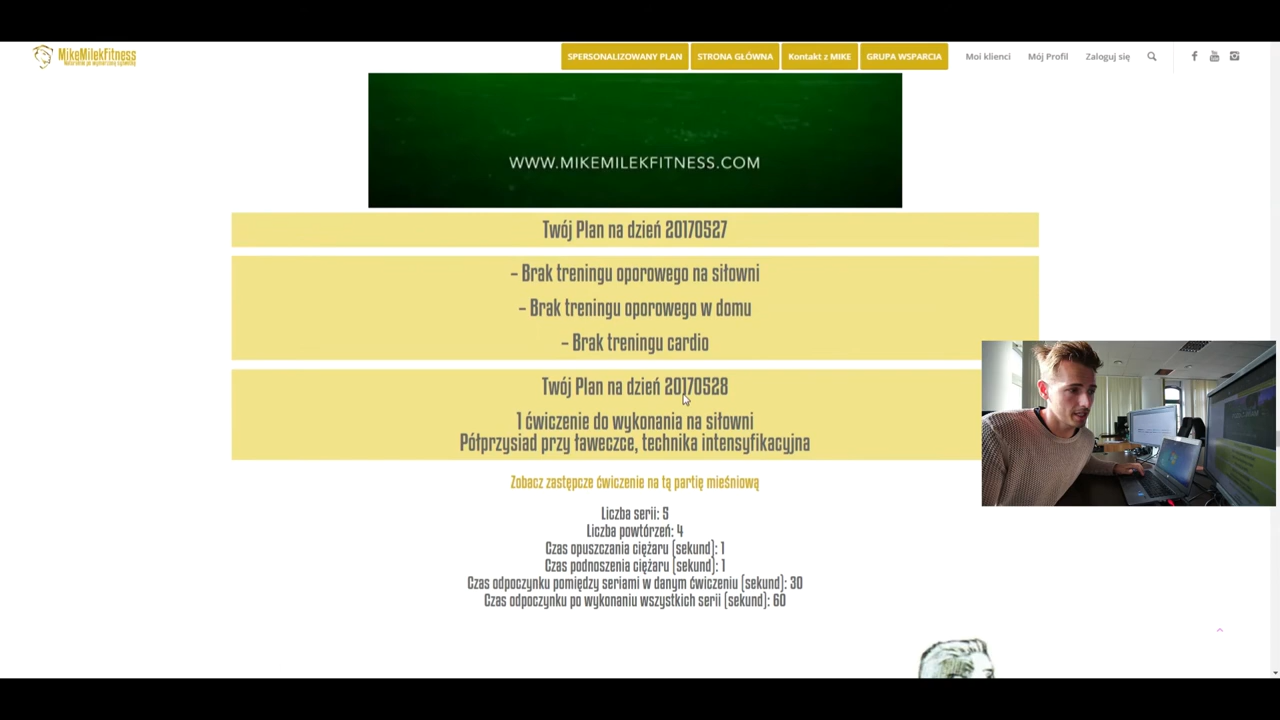 MikeMilekFitness
SPERSONALIZOWANY PLAN
STRONA GŁÓWNA
Kontakt z MIKE
GRUPA WSPARCIA
Moi klienci
Mój Profil
Zaloguj się
WWW.MIKEMILEKFITNESS.COM
Twój Plan na dzień 20170527
- Brak treningu oporowego na siłowni
- Brak treningu oporowego w domu
- Brak treningu cardio
Twój Plan na dzień 20170528
1 ćwiczenie do wykonania na siłowni
Półprzysiad przy ławeczce, technika intensyfikacyjna
Zobacz zastępcze ćwiczenie na tą partię mieśniową
Liczba serii: 5
Liczba powtórzeń: 4
Czas opuszczania ciężaru (sekund): 1
Czas podnoszenia ciężaru (sekund): 1
Czas odpoczynku pomiędzy seriami w danym ćwiczeniu (sekund): 30
Czas odpoczynku po wykonaniu wszystkich serii (sekund): 60